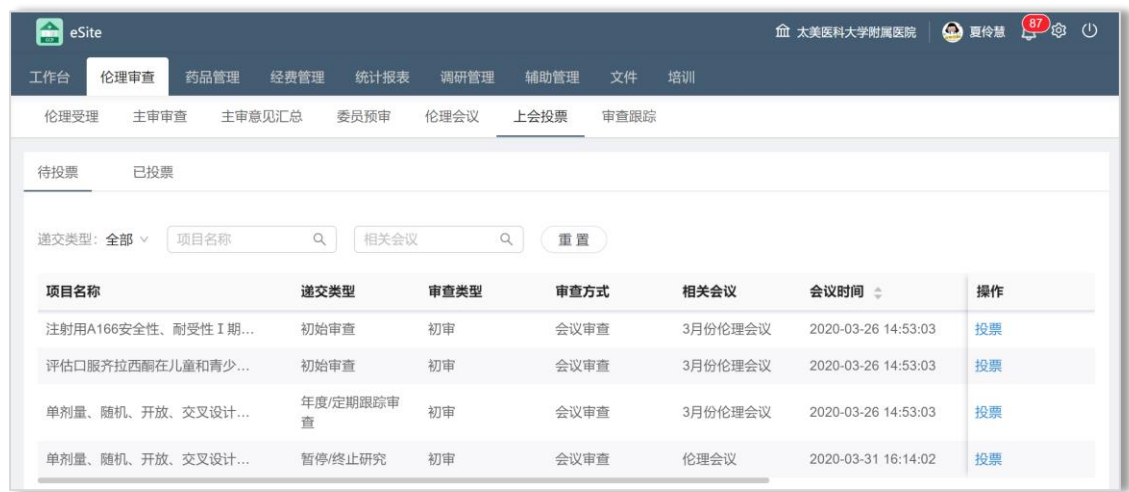 eSite 太美医科大学附属医院 夏伶慧 87
工作台 伦理审查 药品管理 经费管理 统计报表 调研管理 辅助管理 文件 培训
伦理受理 主审审查 主审意见汇总 委员预审 伦理会议 上会投票 审查跟踪
待投票 已投票
递交类型: 全部 项目名称 相关会议 重置
项目名称 递交类型 审查类型 审查方式 相关会议 会议时间 操作
注射用A166安全性、耐受性Ⅰ期... 初始审查 初审 会议审查 3月份伦理会议 2020-03-26 14:53:03 投票
评估口服齐拉西酮在儿童和青少... 初始审查 初审 会议审查 3月份伦理会议 2020-03-26 14:53:03 投票
单剂量、随机、开放、交叉设计... 年度/定期跟踪审查 初审 会议审查 3月份伦理会议 2020-03-26 14:53:03 投票
单剂量、随机、开放、交叉设计... 暂停/终止研究 初审 会议审查 伦理会议 2020-03-31 16:14:02 投票